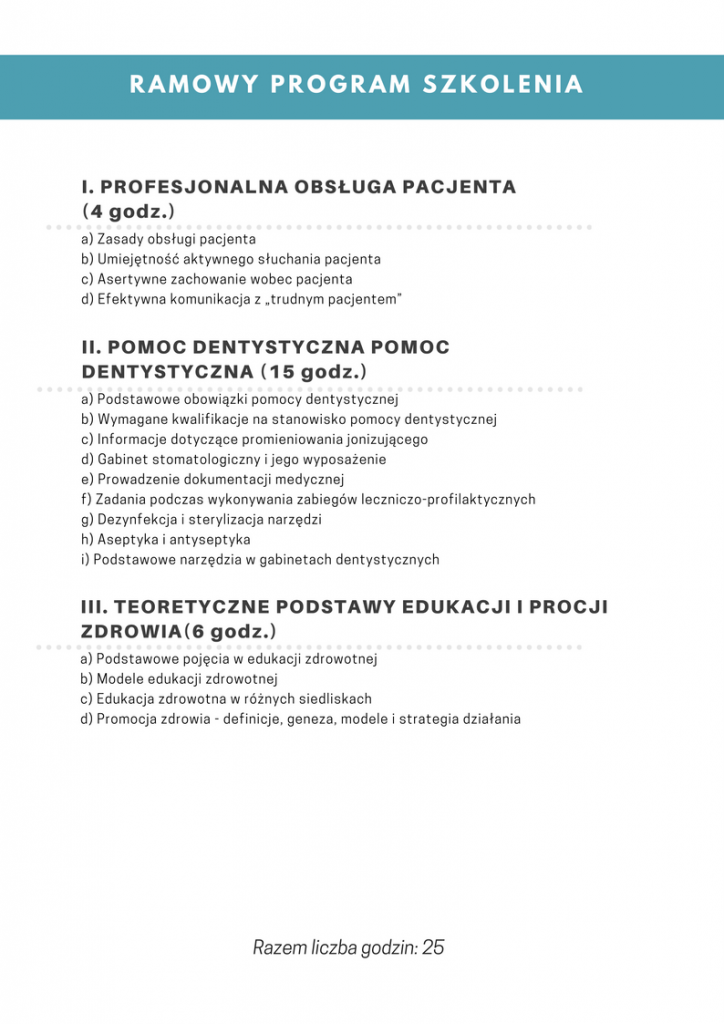 RAMOWY PROGRAM SZKOLENIA
I. PROFESJONALNA OBSŁUGA PACJENTA
(4 godz.)
a) Zasady obsługi pacjenta
b) Umiejętność aktywnego słuchania pacjenta
c) Asertywne zachowanie wobec pacjenta
d) Efektywna komunikacja z „trudnym pacjentem”
II. POMOC DENTYSTYCZNA POMOC
DENTYSTYCZNA (15 godz.)
a) Podstawowe obowiązki pomocy dentystycznej
b) Wymagane kwalifikacje na stanowisko pomocy dentystycznej
c) Informacje dotyczące promieniowania jonizującego
d) Gabinet stomatologiczny i jego wyposażenie
e) Prowadzenie dokumentacji medycznej
f) Zadania podczas wykonywania zabiegów leczniczo-profilaktycznych
g) Dezynfekcja i sterylizacja narzędzi
h) Aseptyka i antyseptyka
i) Podstawowe narzędzia w gabinetach dentystycznych
III. TEORETYCZNE PODSTAWY EDUKACJI I PROCJI
ZDROWIA(6 godz.)
a) Podstawowe pojęcia w edukacji zdrowotnej
b) Modele edukacji zdrowotnej
c) Edukacja zdrowotna w różnych siedliskach
d) Promocja zdrowia - definicje, geneza, modele i strategia działania
Razem liczba godzin: 25